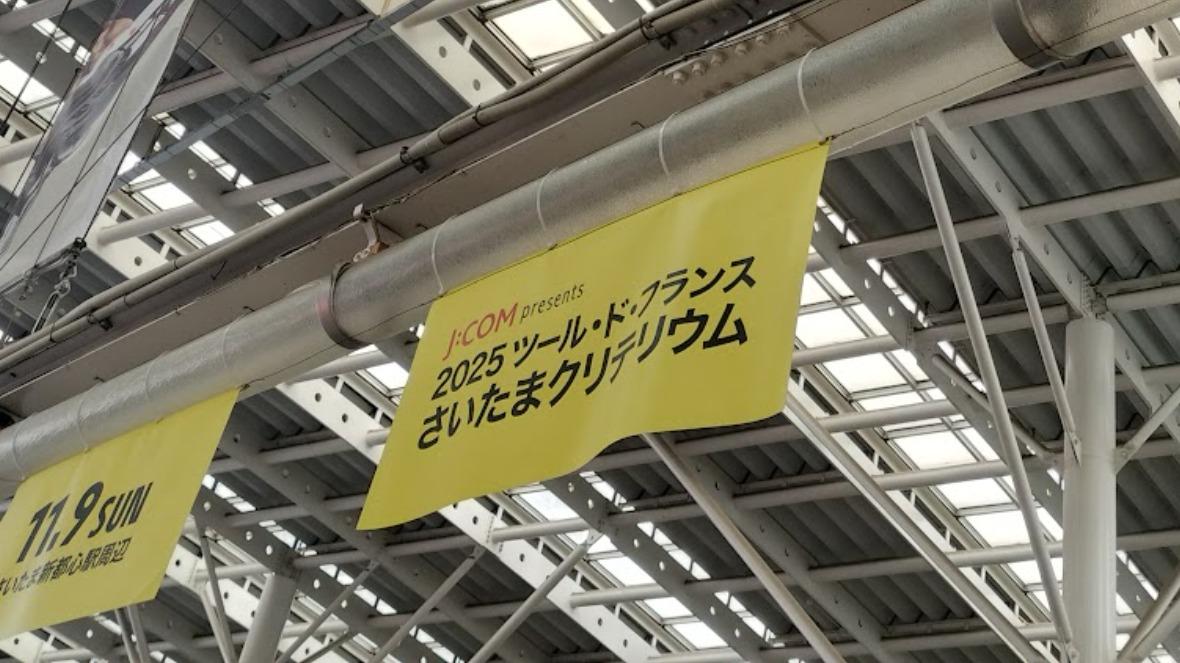 J:COM presents
2025 ツール・ド・フランス
さいたまクリテリウム
11.9 SUN
さいたま新都心駅周辺